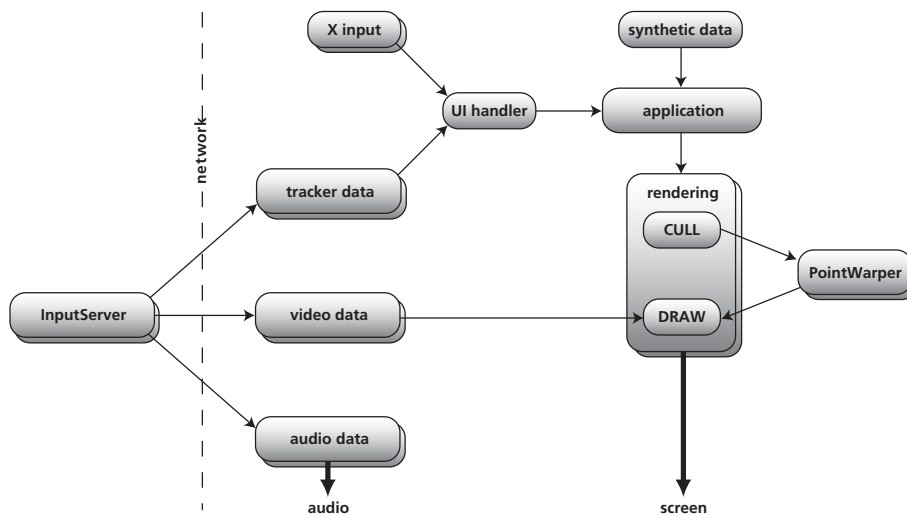 X input
synthetic data
UI handler
application
network
tracker data
rendering
CULL
PointWarper
InputServer
video data
DRAW
audio data
audio
screen